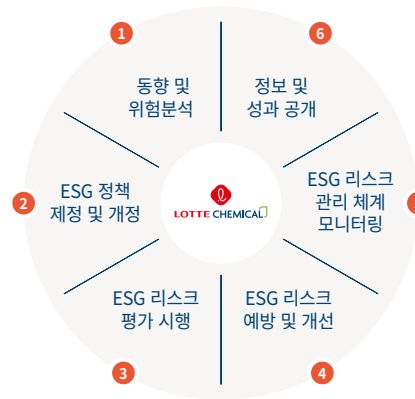 1
동향 및
위험분석
2
ESG 정책
제정 및 개정
3
ESG 리스크
평가 시행
4
ESG 리스크
예방 및 개선
ESG 리스크
관리 체계
모니터링
6
정보 및
성과 공개
LOTTE CHEMICAL